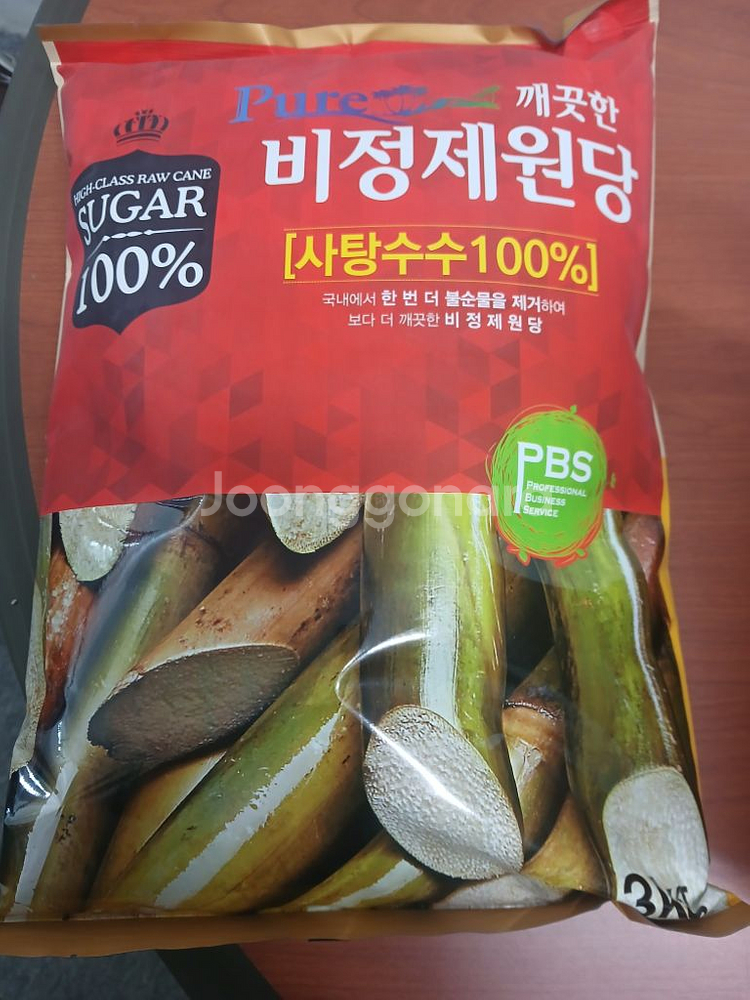 Pure 깨끗한
비정제원당
HIGH-CLASS RAW CANE
SUGAR
100%
[사탕수수100%]
국내에서 한 번 더 불순물을 제거하여
보다 더 깨끗한 비정제원당
PBS
PROFESSIONAL
BUSINESS
SERVICE
Joonggonar
3KG